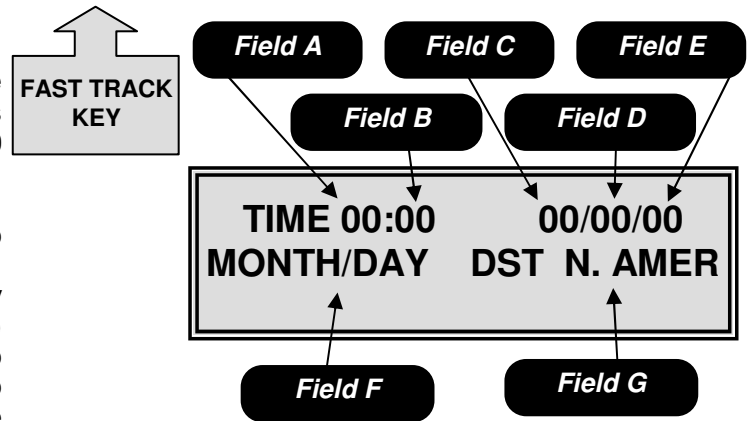 FAST TRACK
KEY
Field A
Field C
Field E
Field B
Field D
TIME 00:00 00/00/00
MONTH/DAY DST N. AMER
Field F
Field G